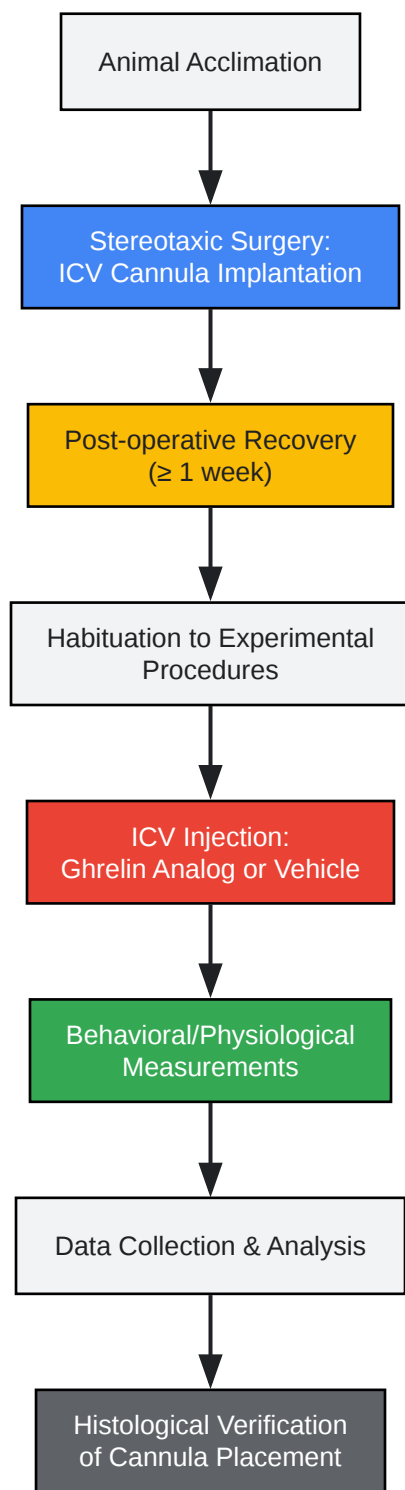 Animal Acclimation
Stereotaxic Surgery:
ICV Cannula Implantation
Post-operative Recovery
(≥ 1 week)
Habituation to Experimental
Procedures
ICV Injection:
Ghrelin Analog or Vehicle
Behavioral/Physiological
Measurements
Data Collection & Analysis
Histological Verification
of Cannula Placement